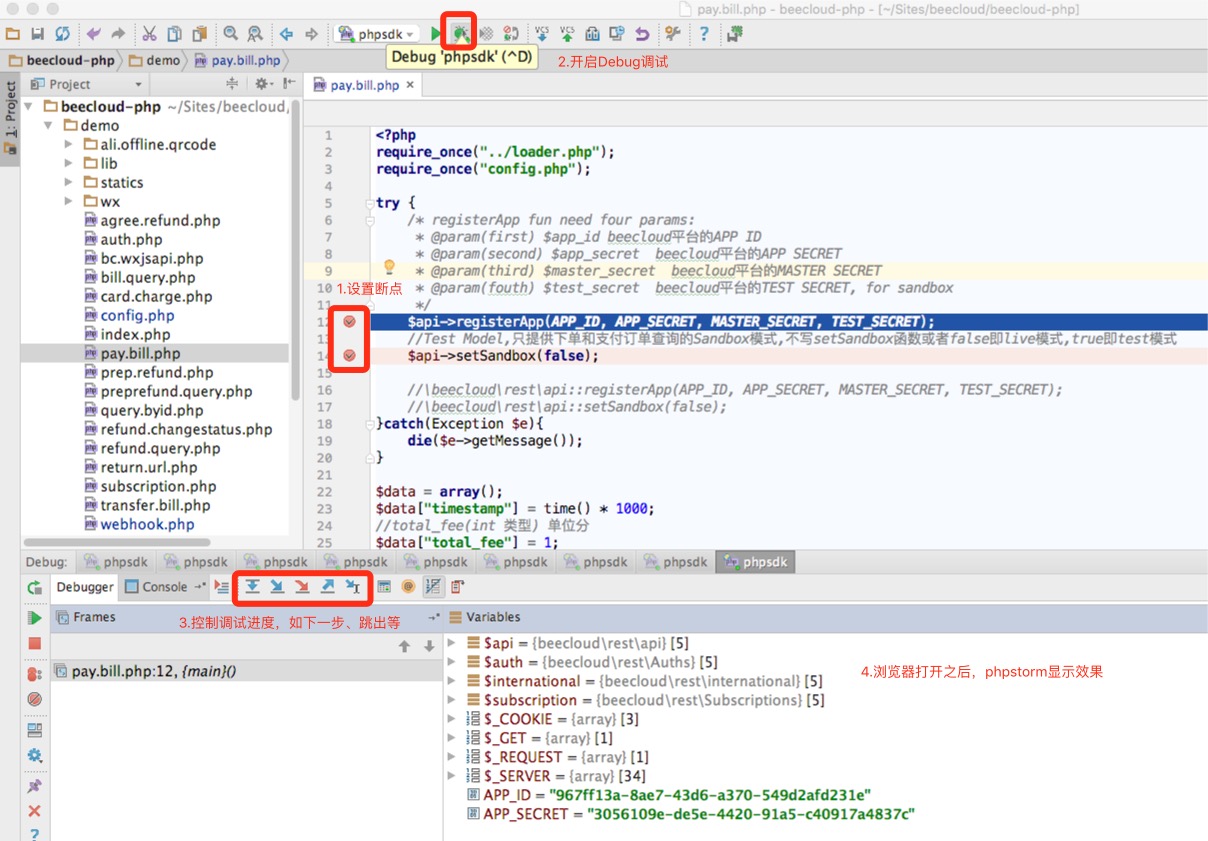 pay.bill.php - beecloud-php - [~/Sites/beecloud/beecloud-php]
phpsdk
VCS
VCS
?
Debug 'phpsdk' (^D)
2.开启Debug调试
beecloud-php
demo
pay.bill.php
1: Project
Project
pay.bill.php
beecloud-php ~/Sites/beecloud,
demo
ali.offline.qrcode
lib
statics
wx
agree.refund.php
auth.php
bc.wxjsapi.php
bill.query.php
card.charge.php
config.php
index.php
pay.bill.php
prep.refund.php
preprefund.query.php
query.byid.php
refund.changestatus.php
refund.query.php
return.url.php
subscription.php
transfer.bill.php
webhook.php
1 <?php
2 require_once("../loader.php");
3 require_once("config.php");
4
5 try {
6 /* registerApp fun need four params:
7 * @param(first) $app_id beecloud平台的APP ID
8 * @param(second) $app_secret beecloud平台的APP SECRET
9 * @param(third) $master_secret beecloud平台的MASTER SECRET
10 * @param(fouth) $test_secret beecloud平台的TEST SECRET, for sandbox
1.设置断点
11 */
12 $api->registerApp(APP_ID, APP_SECRET, MASTER_SECRET, TEST_SECRET);
13 //Test Model,只提供下单和支付订单查询的Sandbox模式,不写setSandbox函数或者false即live模式,true即test模式
14 $api->setSandbox(false);
15
16 //\beecloud\rest\api::registerApp(APP_ID, APP_SECRET, MASTER_SECRET, TEST_SECRET);
17 //\beecloud\rest\api::setSandbox(false);
18 }catch(Exception $e){
19 die($e->getMessage());
20 }
21
22 $data = array();
23 $data["timestamp"] = time() * 1000;
24 //total_fee(int 类型) 单位分
25 $data["total_fee"] = 1;
Debug: phpsdk phpsdk phpsdk phpsdk phpsdk phpsdk phpsdk phpsdk phpsdk
Debugger Console
Frames
3.控制调试进度，如下一步、跳出等
Variables
pay.bill.php:12, {main}()
$api = {beecloud\rest\api} [5]
$auth = {beecloud\rest\Auths} [5]
$international = {beecloud\rest\international} [5]
$subscription = {beecloud\rest\Subscriptions} [5]
$_COOKIE = {array} [3]
$_GET = {array} [1]
$_REQUEST = {array} [1]
$_SERVER = {array} [34]
APP_ID = "967ff13a-8ae7-43d6-a370-549d2afd231e"
APP_SECRET = "3056109e-de5e-4420-91a5-c40917a4837c"
4.浏览器打开之后，phpstorm显示效果
?